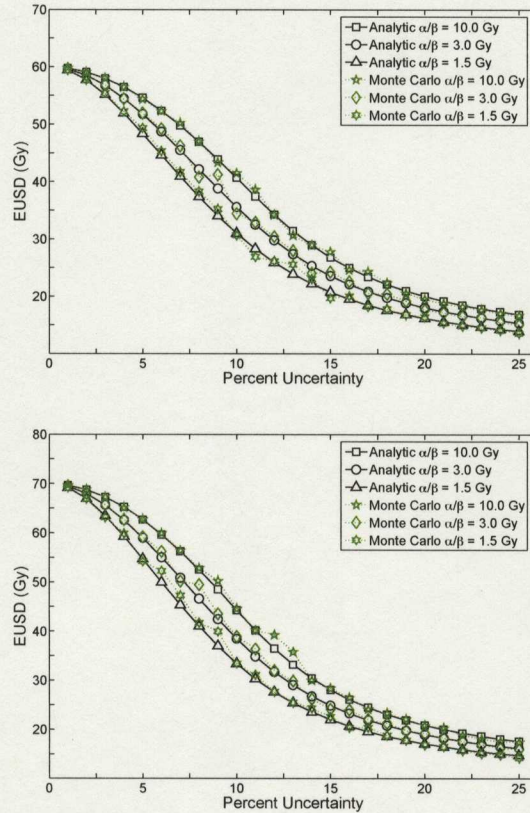 70
60
50
40
30
20
EUSD (Gy)
0
5
10
15
20
25
Percent Uncertainty
Analytic α/β = 10.0 Gy
Analytic α/β = 3.0 Gy
Analytic α/β = 1.5 Gy
Monte Carlo α/β = 10.0 Gy
Monte Carlo α/β = 3.0 Gy
Monte Carlo α/β = 1.5 Gy
80
70
60
50
40
30
20
EUSD (Gy)
0
5
10
15
20
25
Percent Uncertainty
Analytic α/β = 10.0 Gy
Analytic α/β = 3.0 Gy
Analytic α/β = 1.5 Gy
Monte Carlo α/β = 10.0 Gy
Monte Carlo α/β = 3.0 Gy
Monte Carlo α/β = 1.5 Gy